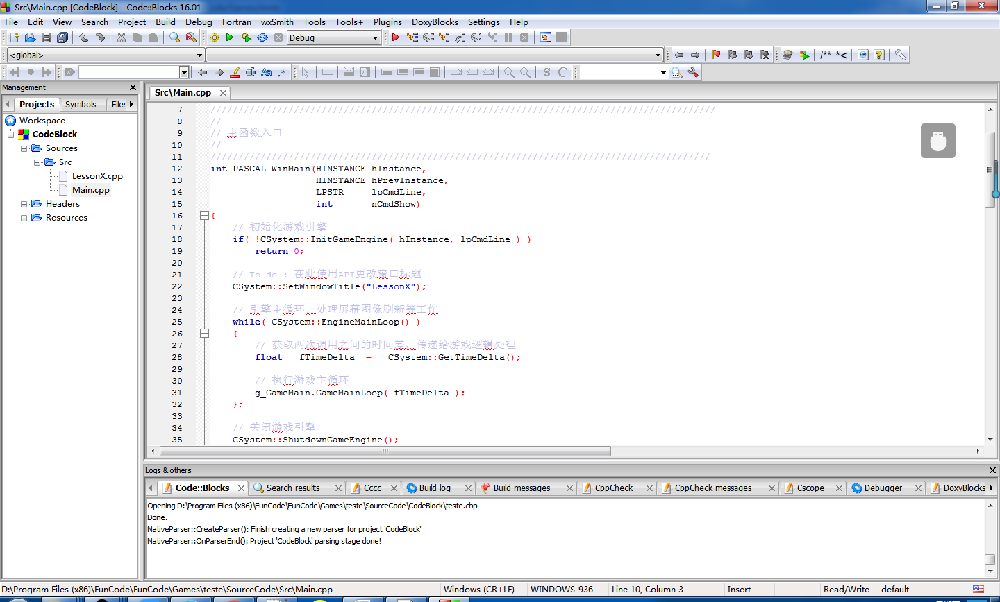 Src\Main.cpp [CodeBlock] - Code::Blocks 16.01
File Edit View Search Project Build Debug Fortran wxSmith Tools Tools+ Plugins DoxyBlocks Settings Help
Debug
<global>
/** *<
Aa .*
S C
Management
Projects Symbols Files
Workspace
CodeBlock
Sources
Src
LessonX.cpp
Main.cpp
Headers
Resources
Src\Main.cpp
7 ///////////////////////////////////////////////////////////////////////////////////////////
8 //
9 // 主函数入口
10 //
11 //////////////////////////////////////////////////////////////////////////////////////////
12 int PASCAL WinMain(HINSTANCE hInstance,
13 HINSTANCE hPrevInstance,
14 LPSTR lpCmdLine,
15 int nCmdShow)
16 {
17 // 初始化游戏引擎
18 if( !CSystem::InitGameEngine( hInstance, lpCmdLine ) )
19 return 0;
20
21 // To do : 在此使用API更改窗口标题
22 CSystem::SetWindowTitle("LessonX");
23
24 // 引擎主循环，处理屏幕图像刷新等工作
25 while( CSystem::EngineMainLoop() )
26 {
27 // 获取两次调用之间的时间差，传递给游戏逻辑处理
28 float fTimeDelta = CSystem::GetTimeDelta();
29
30 // 执行游戏主循环
31 g_GameMain.GameMainLoop( fTimeDelta );
32 };
33
34 // 关闭游戏引擎
35 CSystem::ShutdownGameEngine();
Logs & others
Code::Blocks Search results Cccc Build log Build messages CppCheck CppCheck messages Cscope Debugger DoxyBlocks
Opening D:\Program Files (x86)\FunCode\FunCode\Games\teste\SourceCode\CodeBlock\teste.cbp
Done.
NativeParser::CreateParser(): Finish creating a new parser for project 'CodeBlock'
NativeParser::OnParserEnd(): Project 'CodeBlock' parsing stage done!
D:\Program Files (x86)\FunCode\FunCode\Games\teste\SourceCode\Src\Main.cpp Windows (CR+LF) WINDOWS-936 Line 10, Column 3 Insert Read/Write default